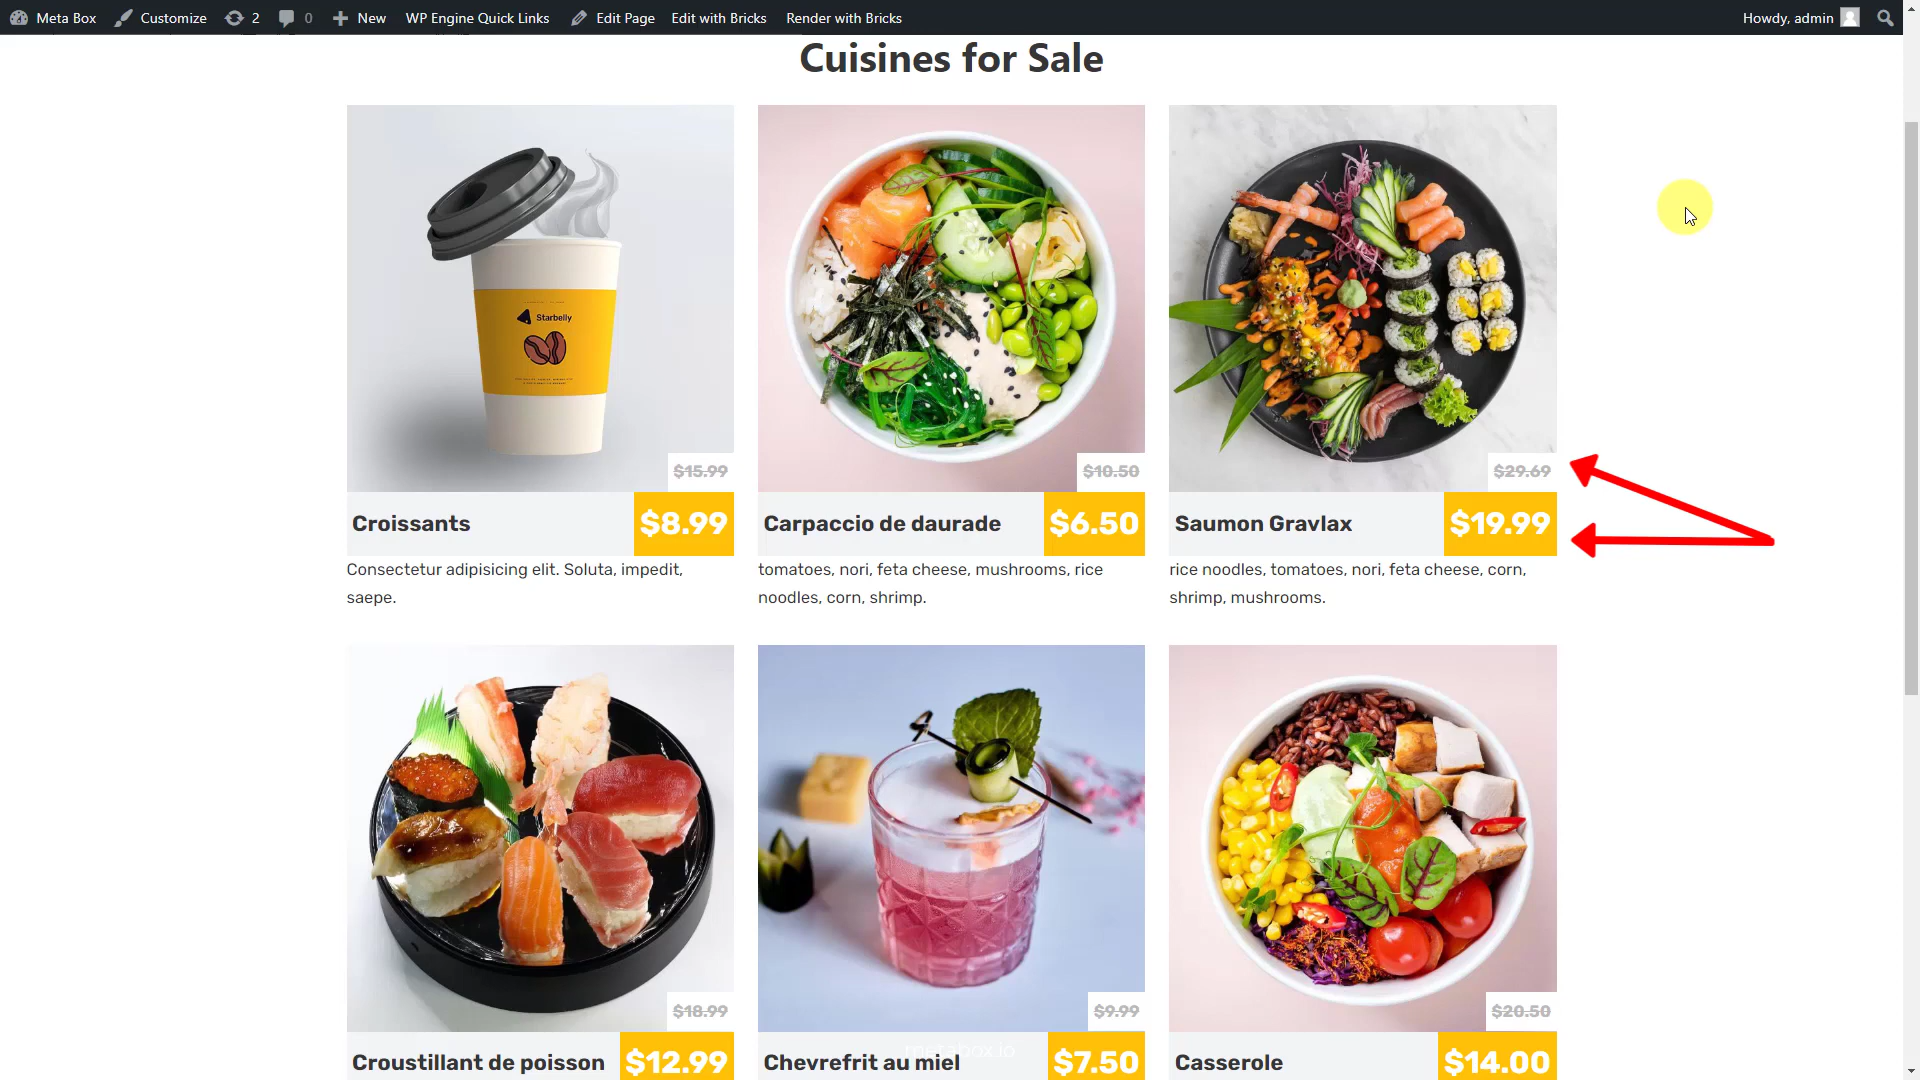 Meta Box Customize 2 0 New WP Engine Quick Links Edit Page Edit with Bricks Render with Bricks Howdy, admin
Cuisines for Sale
Starbelly
$15.99
$10.50
$29.69
Croissants $8.99
Carpaccio de daurade $6.50
Saumon Gravlax $19.99
Consectetur adipisicing elit. Soluta, impedit,
saepe.
tomatoes, nori, feta cheese, mushrooms, rice
noodles, corn, shrimp.
rice noodles, tomatoes, nori, feta cheese, corn,
shrimp, mushrooms.
$18.99
$9.99
$20.50
Croustillant de poisson $12.99
Chevrefrit au miel $7.50
Casserole $14.00
metabox.io